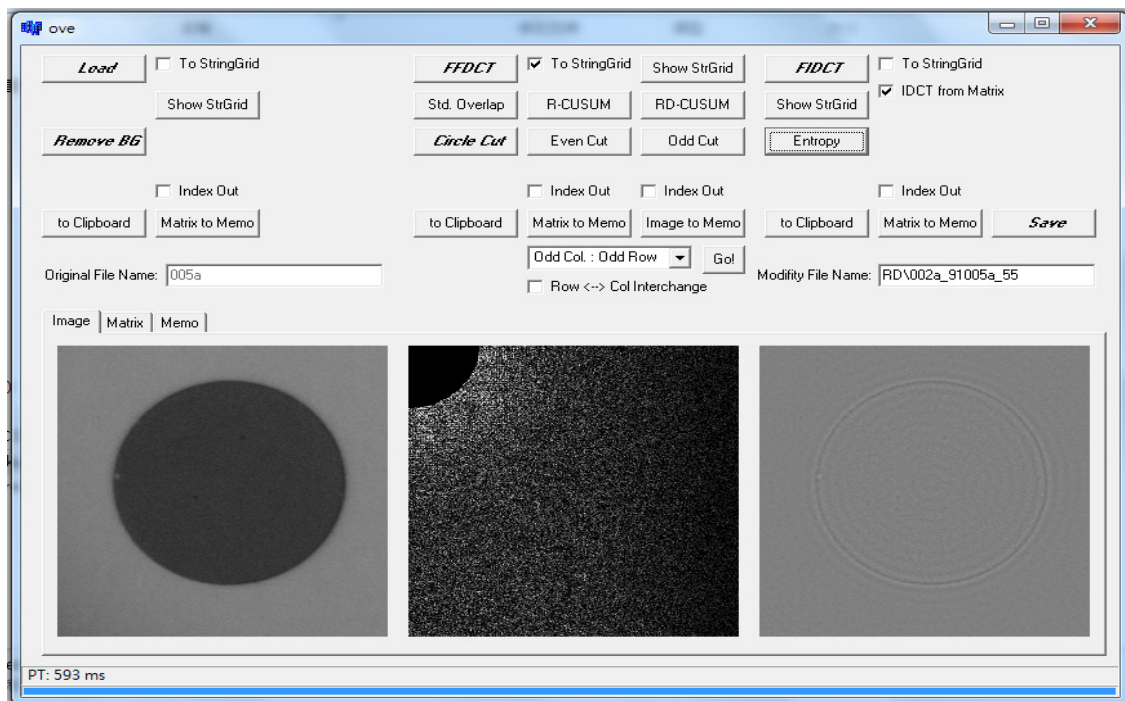 ove
Load To StringGrid FFDCT To StringGrid Show StrGrid FIDCT To StringGrid
Show StrGrid Std. Overlap R-CUSUM RD-CUSUM Show StrGrid IDCT from Matrix
Remove BG Circle Cut Even Cut Odd Cut Entropy
Index Out Index Out Index Out Index Out
to Clipboard Matrix to Memo to Clipboard Matrix to Memo Image to Memo to Clipboard Matrix to Memo Save
Odd Col. : Odd Row Go!
Original File Name: 005a Modifity File Name: RD\002a_91005a_55
Row <--> Col Interchange
Image Matrix Memo
PT: 593 ms